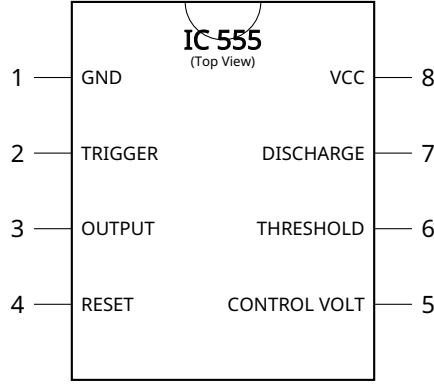 IC 555
(Top View)
1 GND VCC 8
2 TRIGGER DISCHARGE 7
3 OUTPUT THRESHOLD 6
4 RESET CONTROL VOLT 5